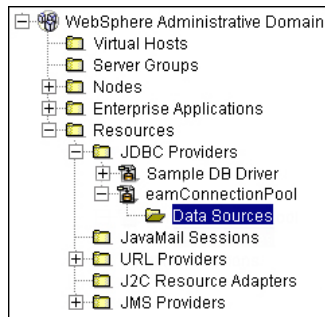 WebSphere Administrative Domain
Virtual Hosts
Server Groups
Nodes
Enterprise Applications
Resources
JDBC Providers
Sample DB Driver
eamConnectionPool
Data Sources
JavaMail Sessions
URL Providers
J2C Resource Adapters
JMS Providers